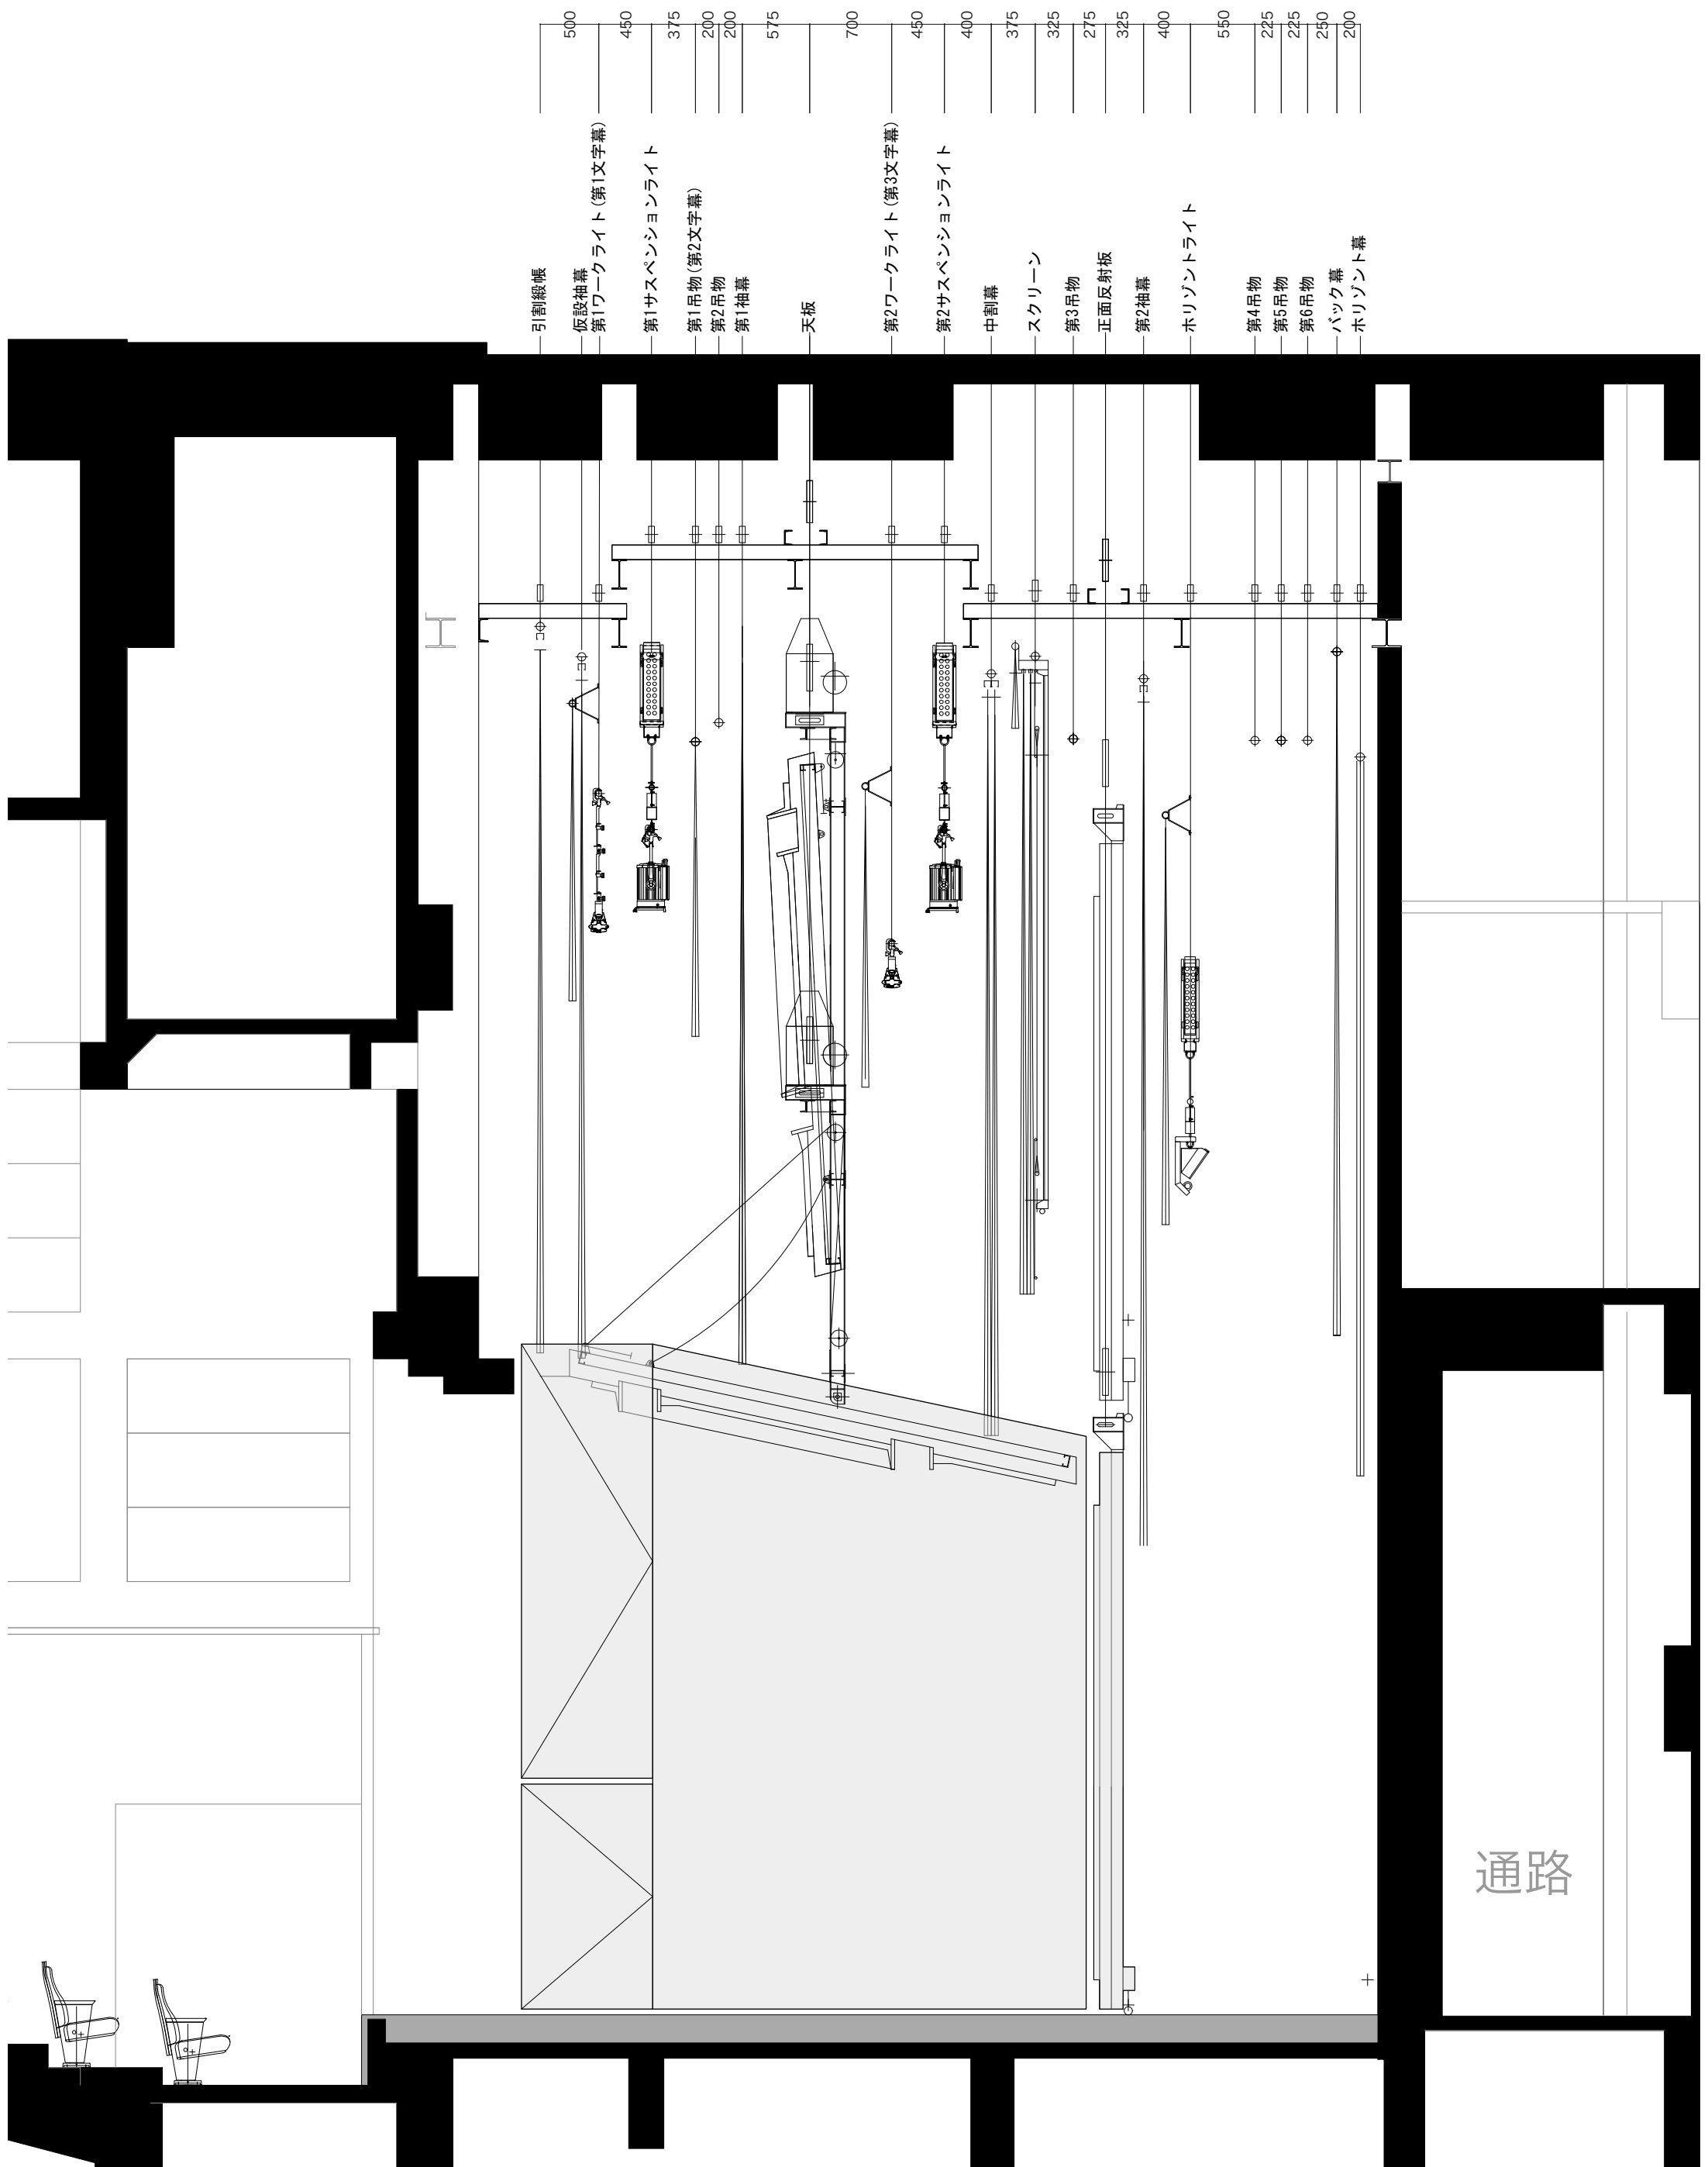 500
450
375
200
200
575
700
450
400
375
325
275
325
400
550
225
225
250
200
引割緞帳
仮設袖幕
第1ワークライト(第1文字幕)
第1サスペンションライト
第1吊物(第2文字幕)
第2吊物
第1袖幕
天板
第2ワークライト(第3文字幕)
第2サスペンションライト
中割幕
スクリーン
第3吊物
正面反射板
第2袖幕
ホリゾントライト
第4吊物
第5吊物
第6吊物
バック幕
ホリゾント幕
通路